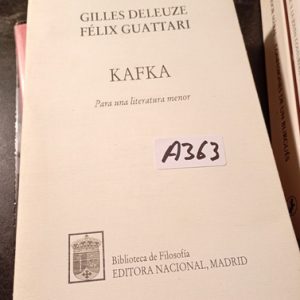 GILLES DELEUZE
FÉLIX GUATTARI
KAFKA
Para una literatura menor
A363
Biblioteca de Filosofía
EDITORA NACIONAL, MADRID